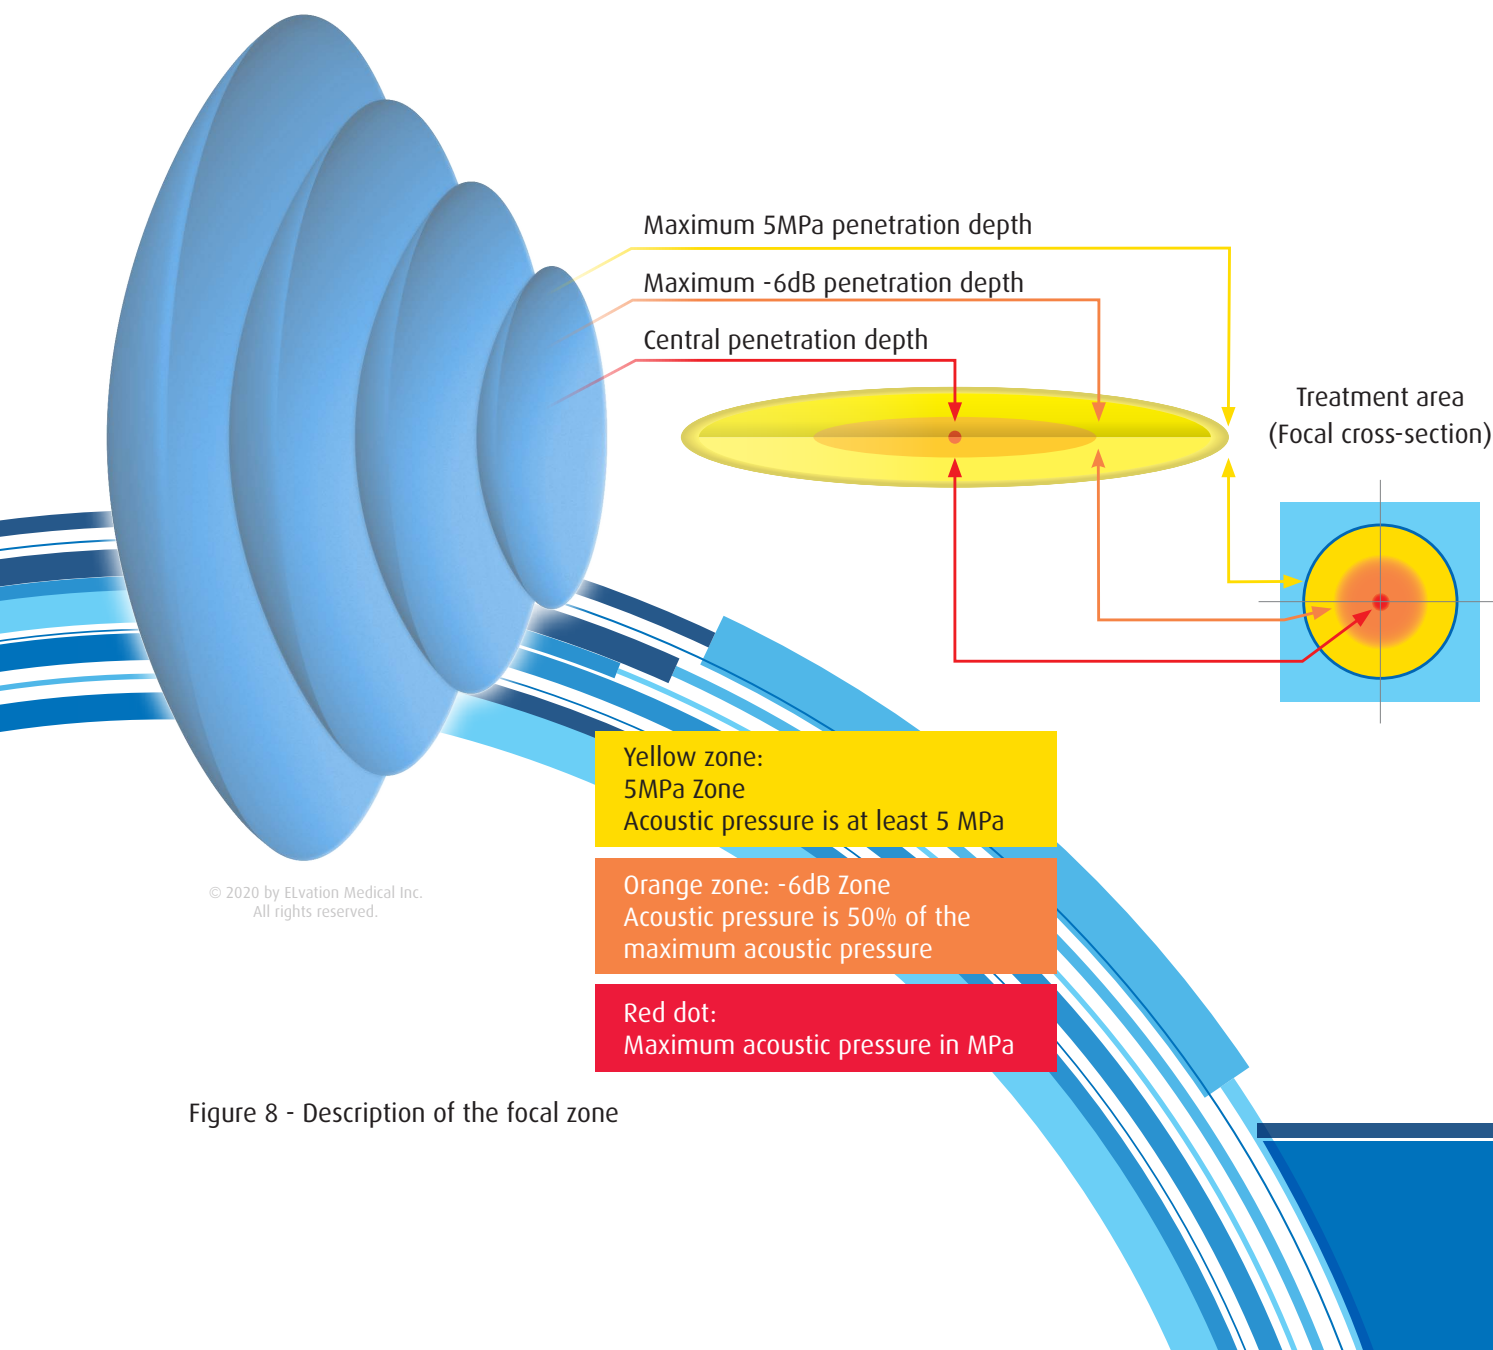 Maximum 5MPa penetration depth
Maximum -6dB penetration depth
Central penetration depth
Treatment area
(Focal cross-section)
Yellow zone:
5MPa Zone
Acoustic pressure is at least 5 MPa
Orange zone: -6dB Zone
Acoustic pressure is 50% of the
maximum acoustic pressure
Red dot:
Maximum acoustic pressure in MPa
© 2020 by ELvation Medical Inc.
All rights reserved.
Figure 8 - Description of the focal zone